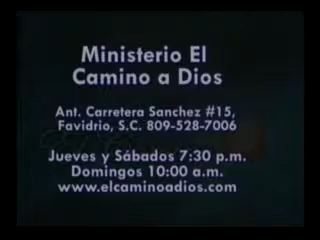 Ministerio El
Camino a Dios
Ant. Carretera Sanchez #15,
Favidrio, S.C. 809-528-7006
Jueves y Sábados 7:30 p.m.
Domingos 10:00 a.m.
www.elcaminoadios.com